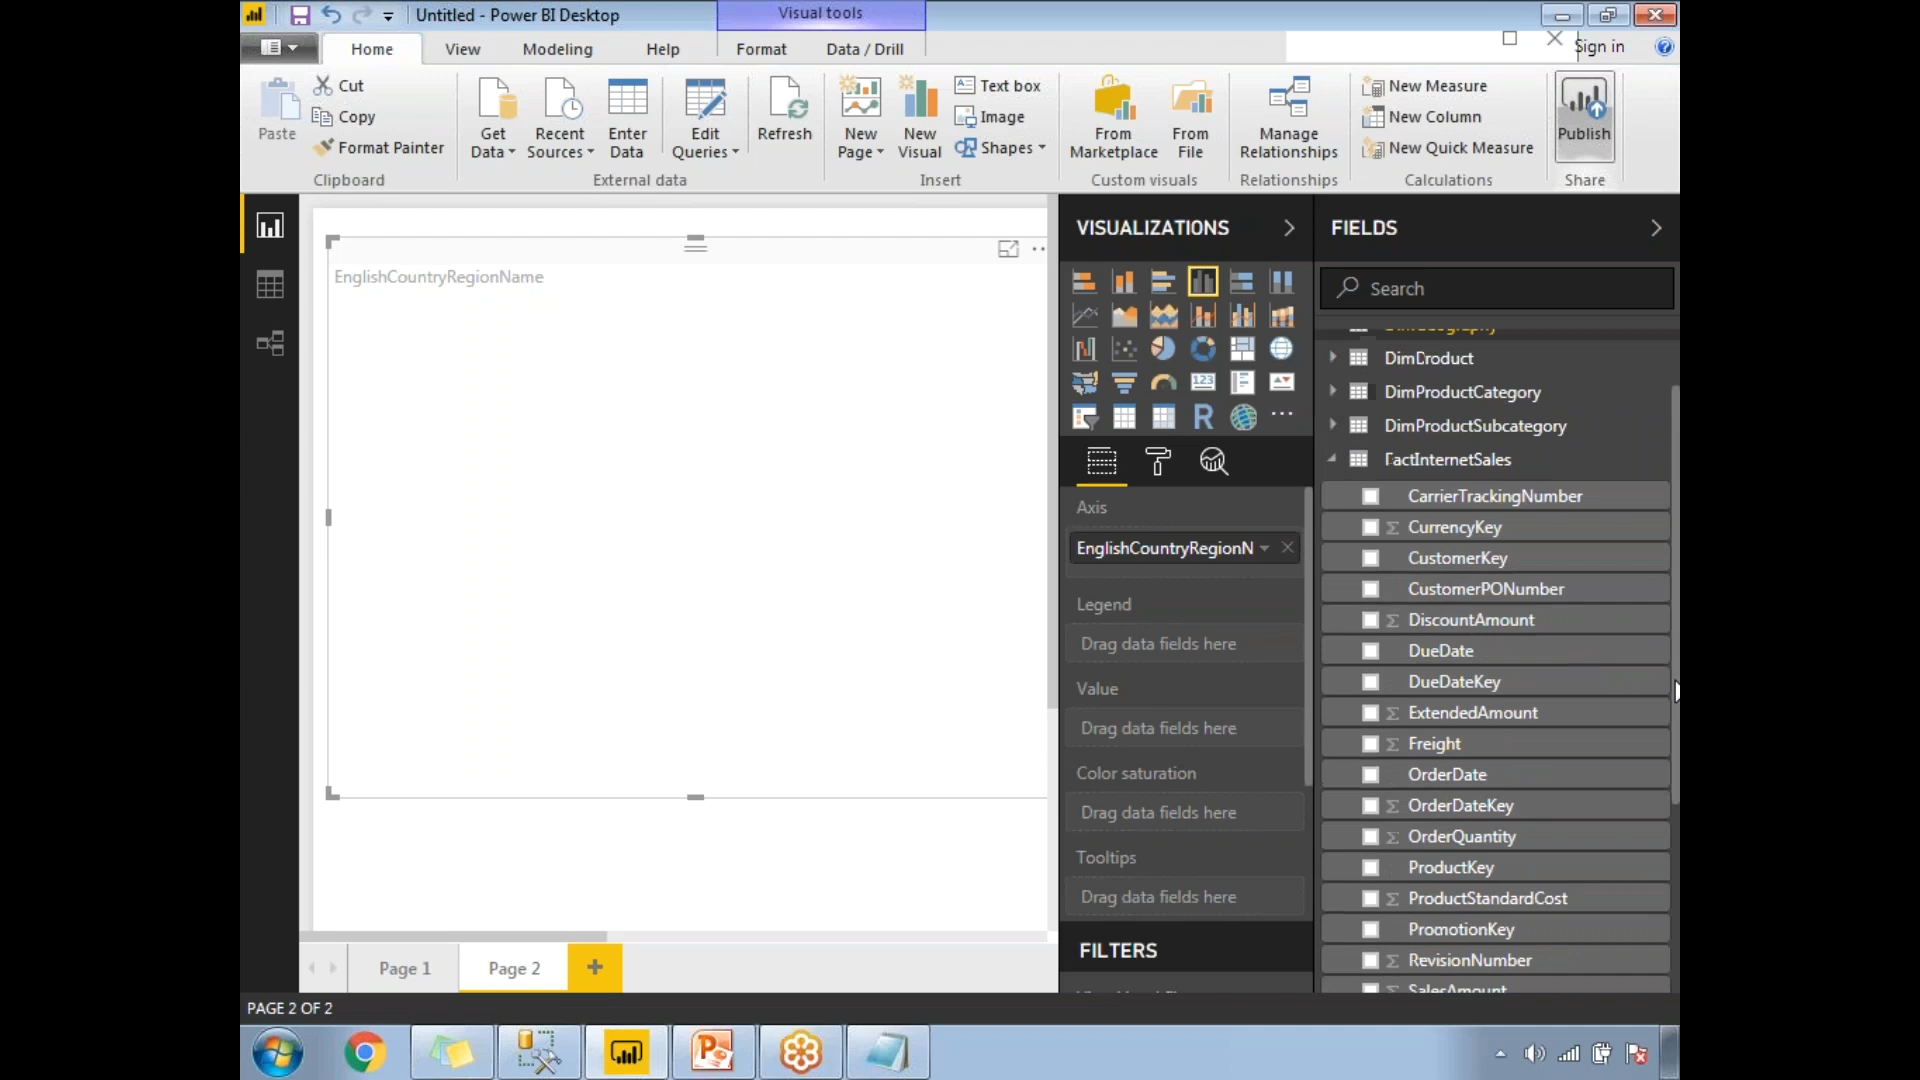 Untitled - Power BI Desktop
Visual tools
Home
View
Modeling
Help
Format
Data / Drill
Sign in
Paste
Cut
Copy
Format Painter
Clipboard
Get Data
Recent Sources
Enter Data
Edit Queries
External data
Refresh
New Page
New Visual
Text box
Image
Shapes
Insert
From Marketplace
From File
Custom visuals
Manage Relationships
Relationships
New Measure
New Column
New Quick Measure
Calculations
Publish
Share
EnglishCountryRegionName
VISUALIZATIONS
123
R
Axis
EnglishCountryRegionN
Legend
Drag data fields here
Value
Drag data fields here
Color saturation
Drag data fields here
Tooltips
Drag data fields here
FILTERS
FIELDS
Search
DimProduct
DimProductCategory
DimProductSubcategory
FactInternetSales
CarrierTrackingNumber
CurrencyKey
CustomerKey
CustomerPONumber
DiscountAmount
DueDate
DueDateKey
ExtendedAmount
Freight
OrderDate
OrderDateKey
OrderQuantity
ProductKey
ProductStandardCost
PromotionKey
RevisionNumber
SalesAmount
Page 1
Page 2
PAGE 2 OF 2